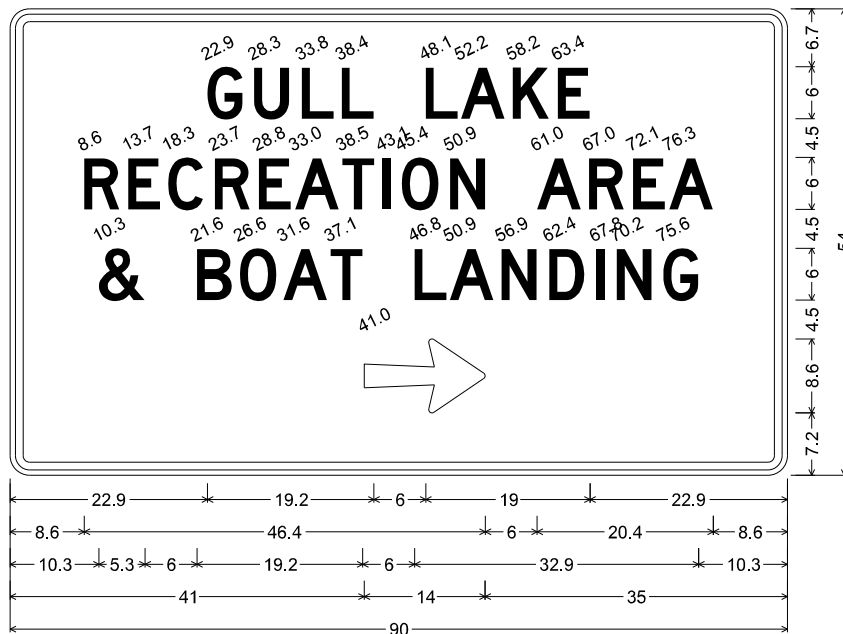 22.9 28.3 33.8 38.4 48.1 52.2 58.2 63.4
GULL LAKE
8.6 13.7 18.3 23.7 28.8 33.0 38.5 43.1 45.4 50.9 61.0 67.0 72.1 76.3
RECREATION AREA
10.3 21.6 26.6 31.6 37.1 46.8 50.9 56.9 62.4 67.8 70.2 75.6
& BOAT LANDING
41.0
6.7
6
4.5
6
4.5
6
4.5
8.6
7.2
22.9 19.2 6 19 22.9
8.6 46.4 6 20.4 8.6
10.3 5.3 6 19.2 6 32.9 10.3
41 14 35
90